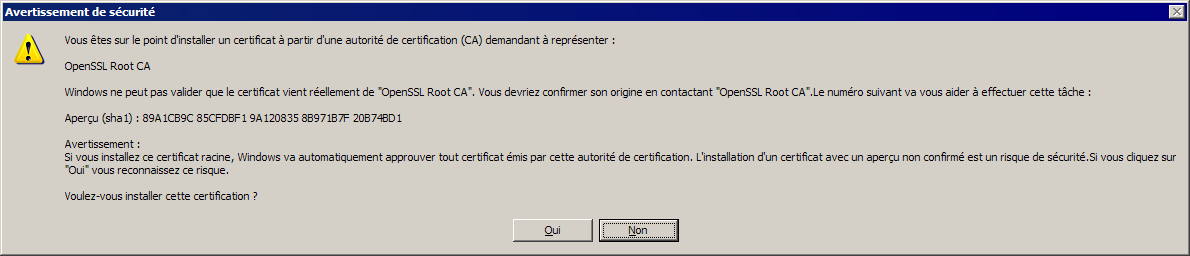 Avertissement de sécurité
Vous êtes sur le point d'installer un certificat à partir d'une autorité de certification (CA) demandant à représenter :
OpenSSL Root CA
Windows ne peut pas valider que le certificat vient réellement de "OpenSSL Root CA". Vous devriez confirmer son origine en contactant "OpenSSL Root CA".Le numéro suivant va vous aider à effectuer cette tâche :
Aperçu (sha1) : 89A1CB9C 85CFDBF1 9A120835 8B971B7F 20B74BD1
Avertissement :
Si vous installez ce certificat racine, Windows va automatiquement approuver tout certificat émis par cette autorité de certification. L'installation d'un certificat avec un aperçu non confirmé est un risque de sécurité.Si vous cliquez sur
"Oui" vous reconnaissez ce risque.
Voulez-vous installer cette certification ?
Oui Non